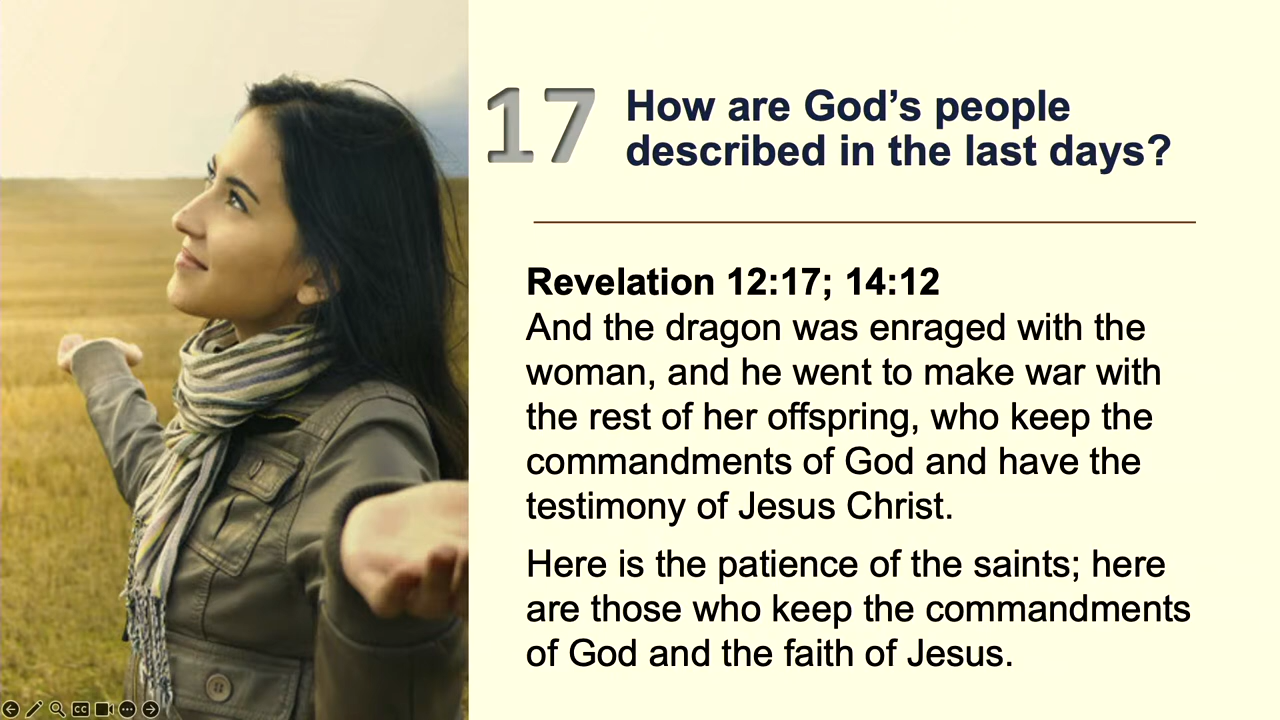 17
How are God’s people
described in the last days?
Revelation 12:17; 14:12
And the dragon was enraged with the
woman, and he went to make war with
the rest of her offspring, who keep the
commandments of God and have the
testimony of Jesus Christ.
Here is the patience of the saints; here
are those who keep the commandments
of God and the faith of Jesus.
CC